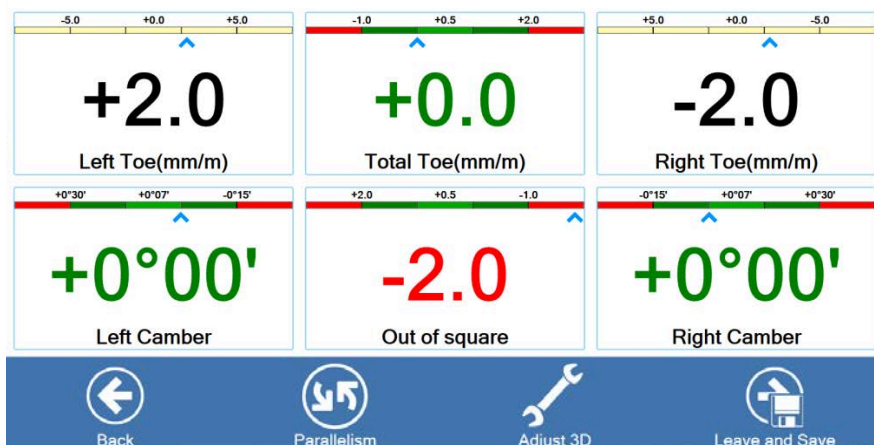 -5.0 +0.0 +5.0
-1.0 +0.5 +2.0
+5.0 +0.0 -5.0
+2.0
+0.0
-2.0
Left Toe(mm/m)
Total Toe(mm/m)
Right Toe(mm/m)
+0°30' +0°07' -0°15'
+2.0 +0.5 -1.0
-0°15' +0°07' +0°30'
+0°00'
-2.0
+0°00'
Left Camber
Out of square
Right Camber
Back
Parallelism
Adjust 3D
Leave and Save